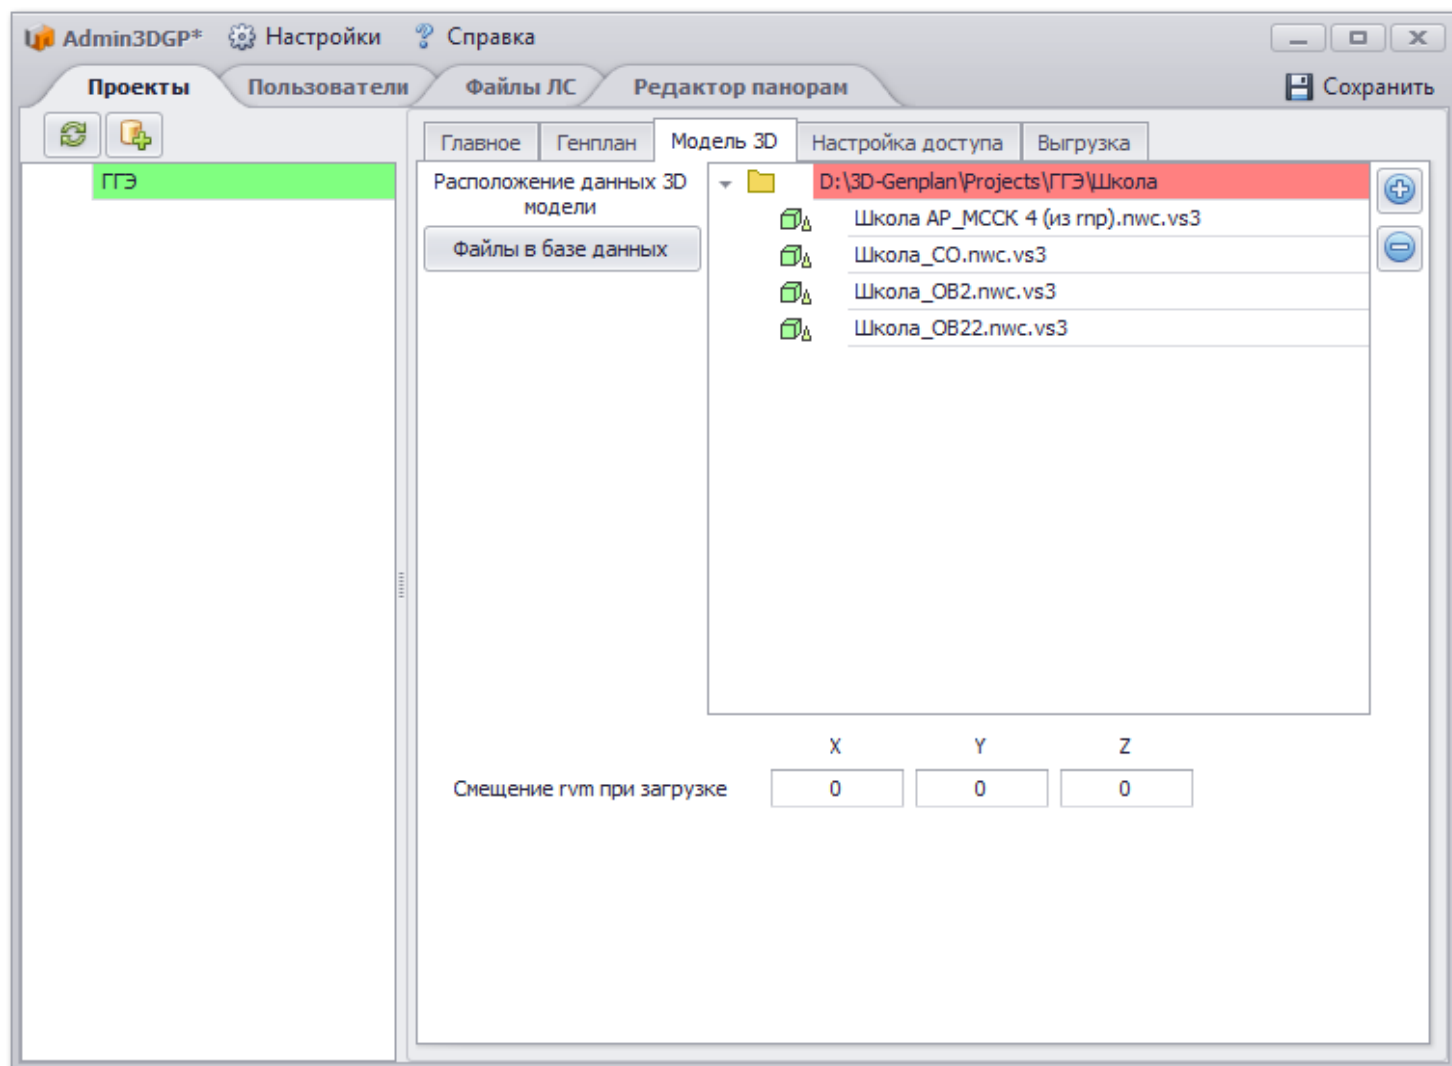 Admin3DGP* Настройки Справка
Проекты Пользователи Файлы ЛС Редактор панорам Сохранить
Главное Генплан Модель 3D Настройка доступа Выгрузка
ГГЭ
Расположение данных 3D
модели
Файлы в базе данных
D:\3D-Genplan\Projects\ГГЭ\Школа
Школа АР_МССК 4 (из гпр).nwc.vs3
Школа_СО.nwc.vs3
Школа_ОВ2.nwc.vs3
Школа_ОВ22.nwc.vs3
X Y Z
Смещение rvm при загрузке 0 0 0